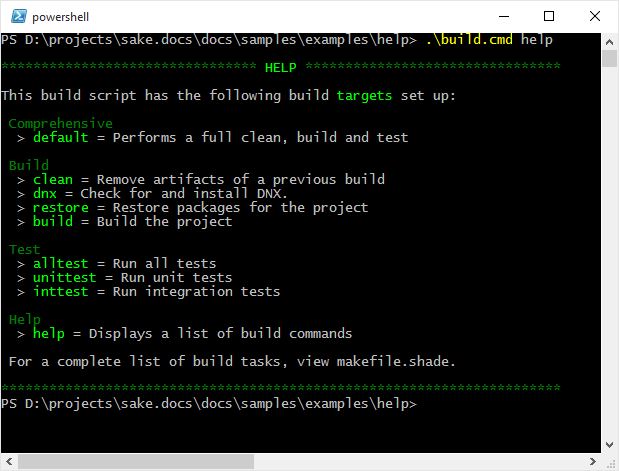 powershell
PS D:\projects\sake.docs\docs\samples\examples\help> .\build.cmd help
******************************** HELP ********************************
This build script has the following build targets set up:
Comprehensive
> default = Performs a full clean, build and test
Build
> clean = Remove artifacts of a previous build
> dnx = Check for and install DNX.
> restore = Restore packages for the project
> build = Build the project
Test
> alltest = Run all tests
> unittest = Run unit tests
> inttest = Run integration tests
Help
> help = Displays a list of build commands
For a complete list of build tasks, view makefile.shade.
**********************************************************************
PS D:\projects\sake.docs\docs\samples\examples\help>